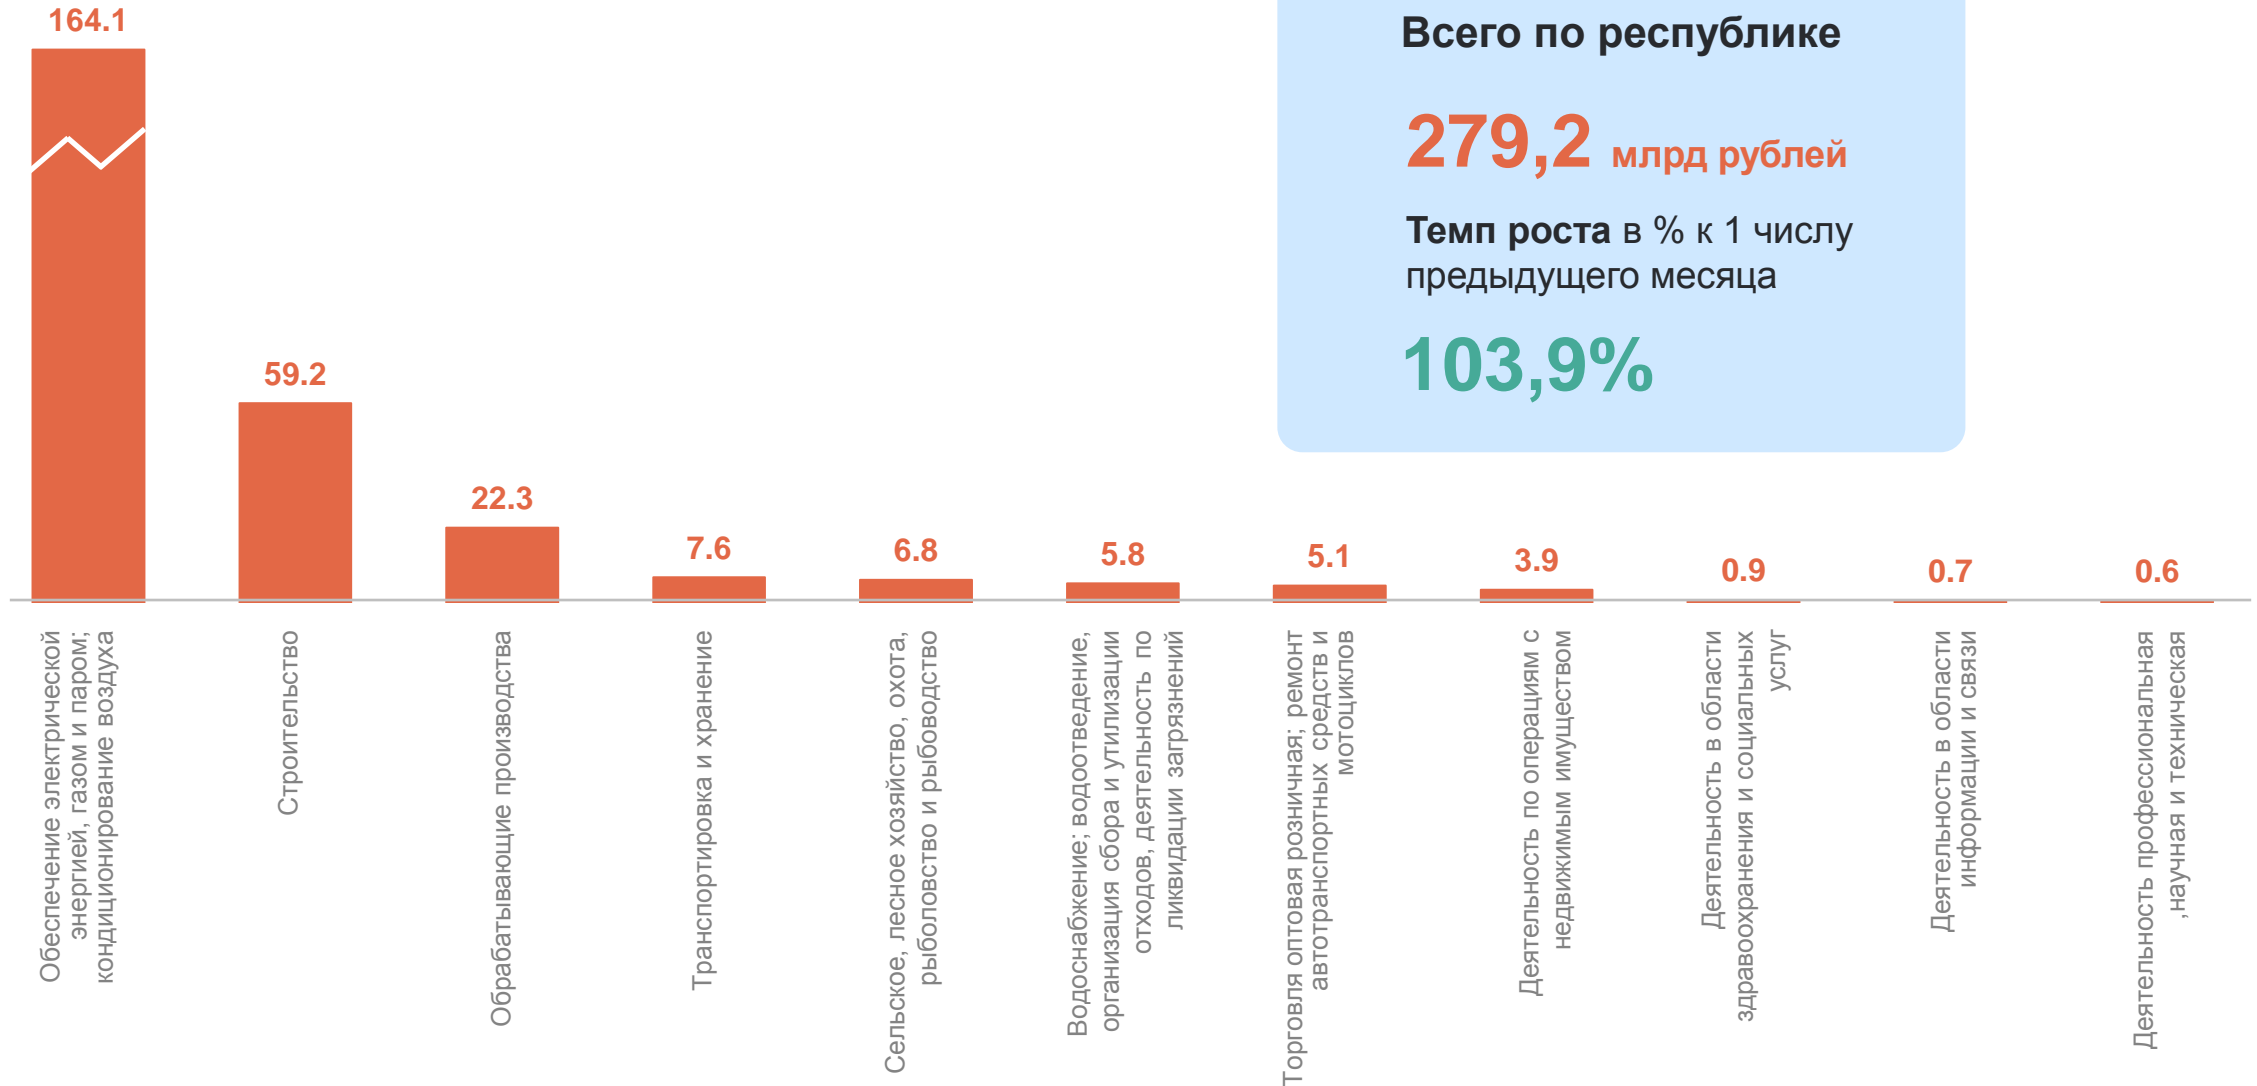 164.1
59.2
22.3
7.6
6.8
5.8
5.1
3.9
0.9
0.7
0.6
Всего по республике
279,2 млрд рублей
Темп роста в % к 1 числу
предыдущего месяца
103,9%
Обеспечение электрической
энергией, газом и паром;
кондиционирование воздуха
Строительство
Обрабатывающие производства
Транспортировка и хранение
Сельское, лесное хозяйство, охота,
рыболовство и рыбоводство
Водоснабжение; водоотведение,
организация сбора и утилизации
отходов, деятельность по
ликвидации загрязнений
Торговля оптовая розничная; ремонт
автотранспортных средств и
мотоциклов
Деятельность по операциям с
недвижимым имуществом
Деятельность в области
здравоохранения и социальных
услуг
Деятельность в области
информации и связи
Деятельность профессиональная
,научная и техническая